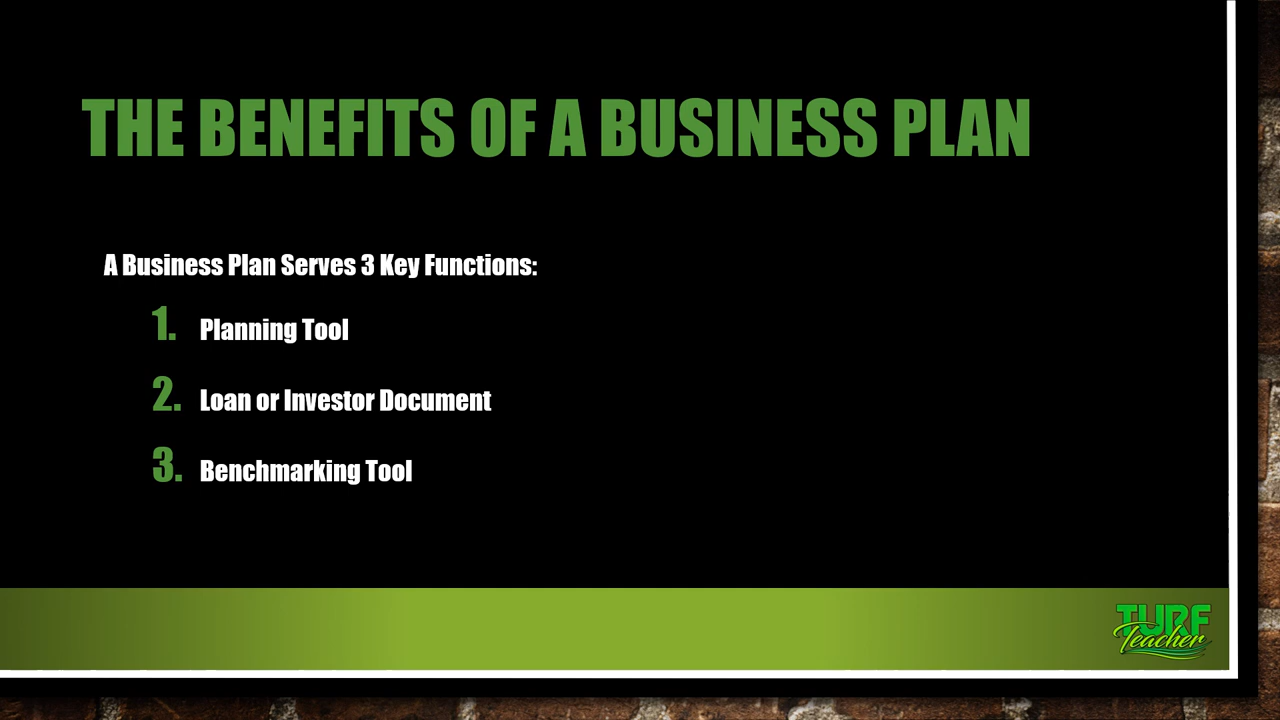 THE BENEFITS OF A BUSINESS PLAN
A Business Plan Serves 3 Key Functions:
1. Planning Tool
2. Loan or Investor Document
3. Benchmarking Tool
TURF
Teacher